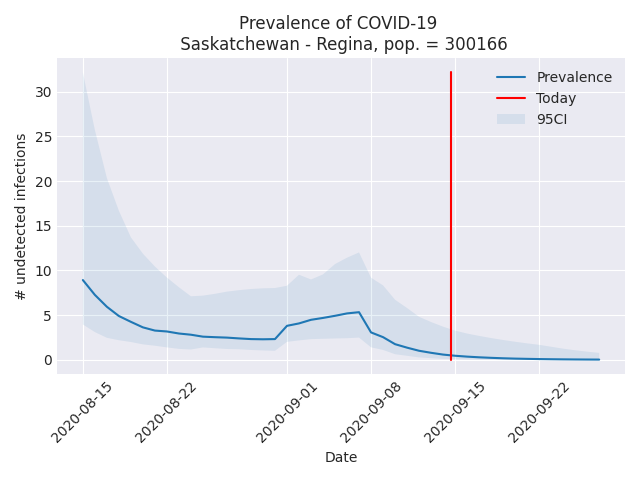 Prevalence of COVID-19
Saskatchewan - Regina, pop. = 300166
Prevalence
Today
95CI
# undetected infections
30
25
20
15
10
5
0
2020-08-15
2020-08-22
2020-09-01
2020-09-08
2020-09-15
2020-09-22
Date